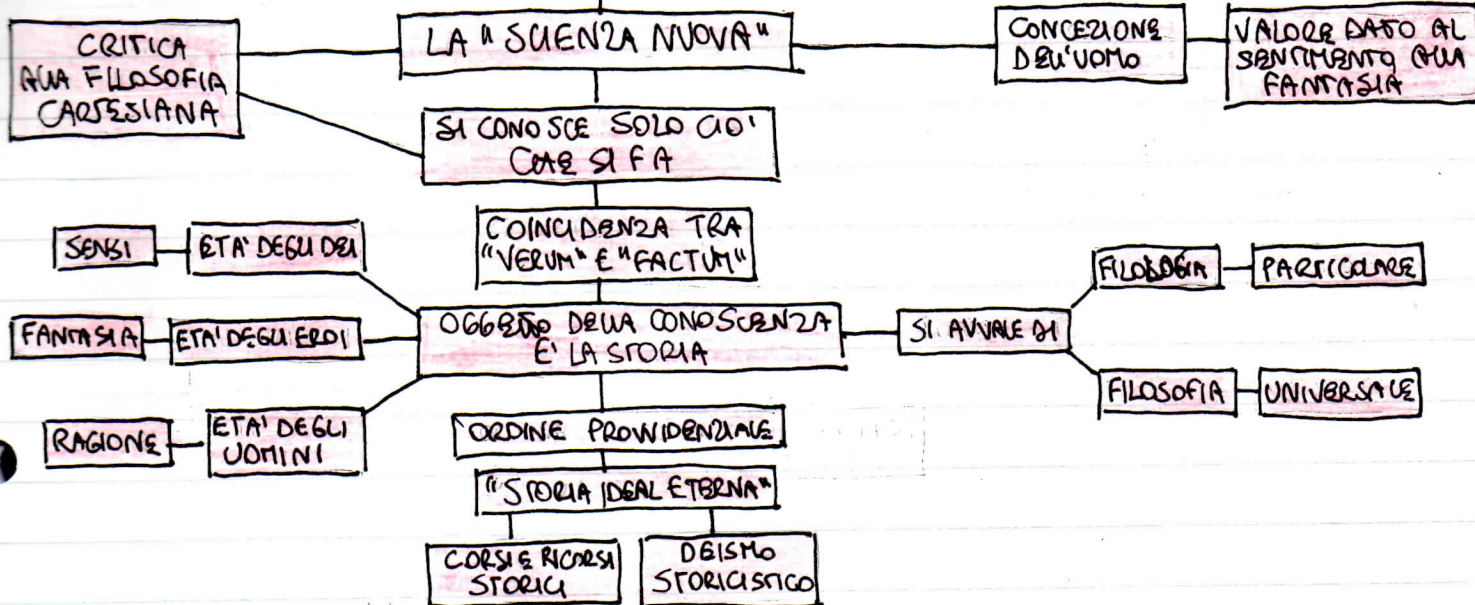 CRITICA
ALLA FILOSOFIA
CARTESIANA
LA "SCIENZA NUOVA"
CONCEZIONE
DELL'UOMO
VALORE DATO AL
SENTIMENTO ALLA
FANTASIA
SI CONOSCE SOLO CIO'
CHE SI FA
COINCIDENZA TRA
"VERUM" E "FACTUM"
SENSI
ETA' DEGLI DEI
FANTASIA
ETA' DEGLI EROI
RAGIONE
ETA' DEGLI
UOMINI
OGGETTO DELLA CONOSCENZA
E' LA STORIA
SI AVVALE DI
FILOLOGIA
PARTICOLARE
FILOSOFIA
UNIVERSALE
ORDINE PROVVIDENZIALE
"STORIA IDEAL ETERNA"
CORSI E RICORSI
STORICI
DEISMO
STORICISTICO